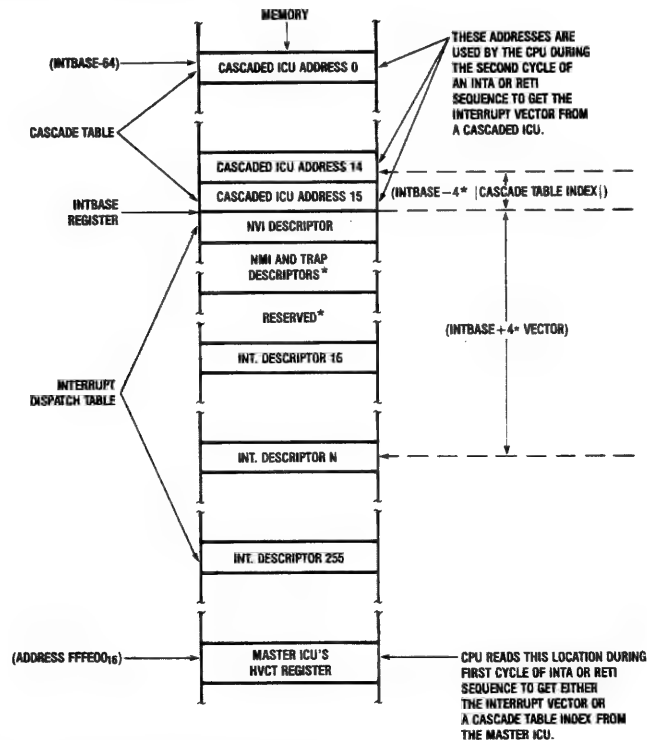 MEMORY
(INTBASE-64)
CASCADED ICU ADDRESS 0
THESE ADDRESSES ARE
USED BY THE CPU DURING
THE SECOND CYCLE OF
AN INTA OR RETI
SEQUENCE TO GET THE
INTERRUPT VECTOR FROM
A CASCADED ICU.
CASCADE TABLE
CASCADED ICU ADDRESS 14
CASCADED ICU ADDRESS 15
(INTBASE-4* |CASCADE TABLE INDEX|)
INTBASE
REGISTER
NVI DESCRIPTOR
NMI AND TRAP
DESCRIPTORS*
RESERVED*
(INTBASE+4* VECTOR)
INT. DESCRIPTOR 16
INTERRUPT
DISPATCH TABLE
INT. DESCRIPTOR N
INT. DESCRIPTOR 255
(ADDRESS FFFE00₁₆)
MASTER ICU'S
HVCT REGISTER
CPU READS THIS LOCATION DURING
FIRST CYCLE OF INTA OR RETI
SEQUENCE TO GET EITHER
THE INTERRUPT VECTOR OR
A CASCADE TABLE INDEX FROM
THE MASTER ICU.